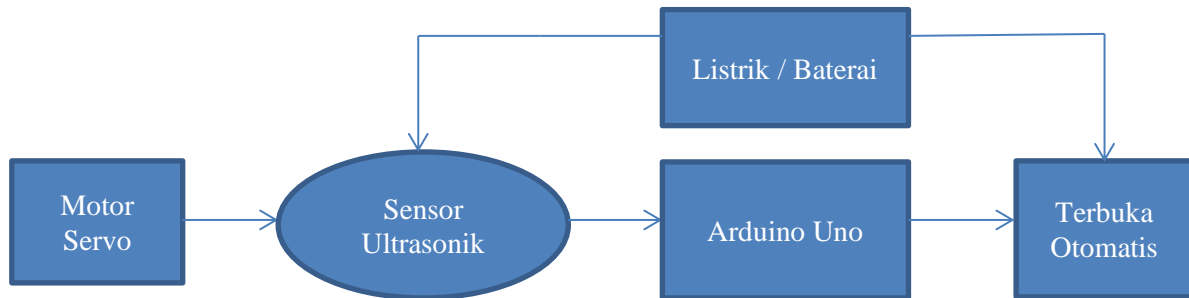 Listrik / Baterai
Motor
Servo
Sensor
Ultrasonik
Arduino Uno
Terbuka
Otomatis